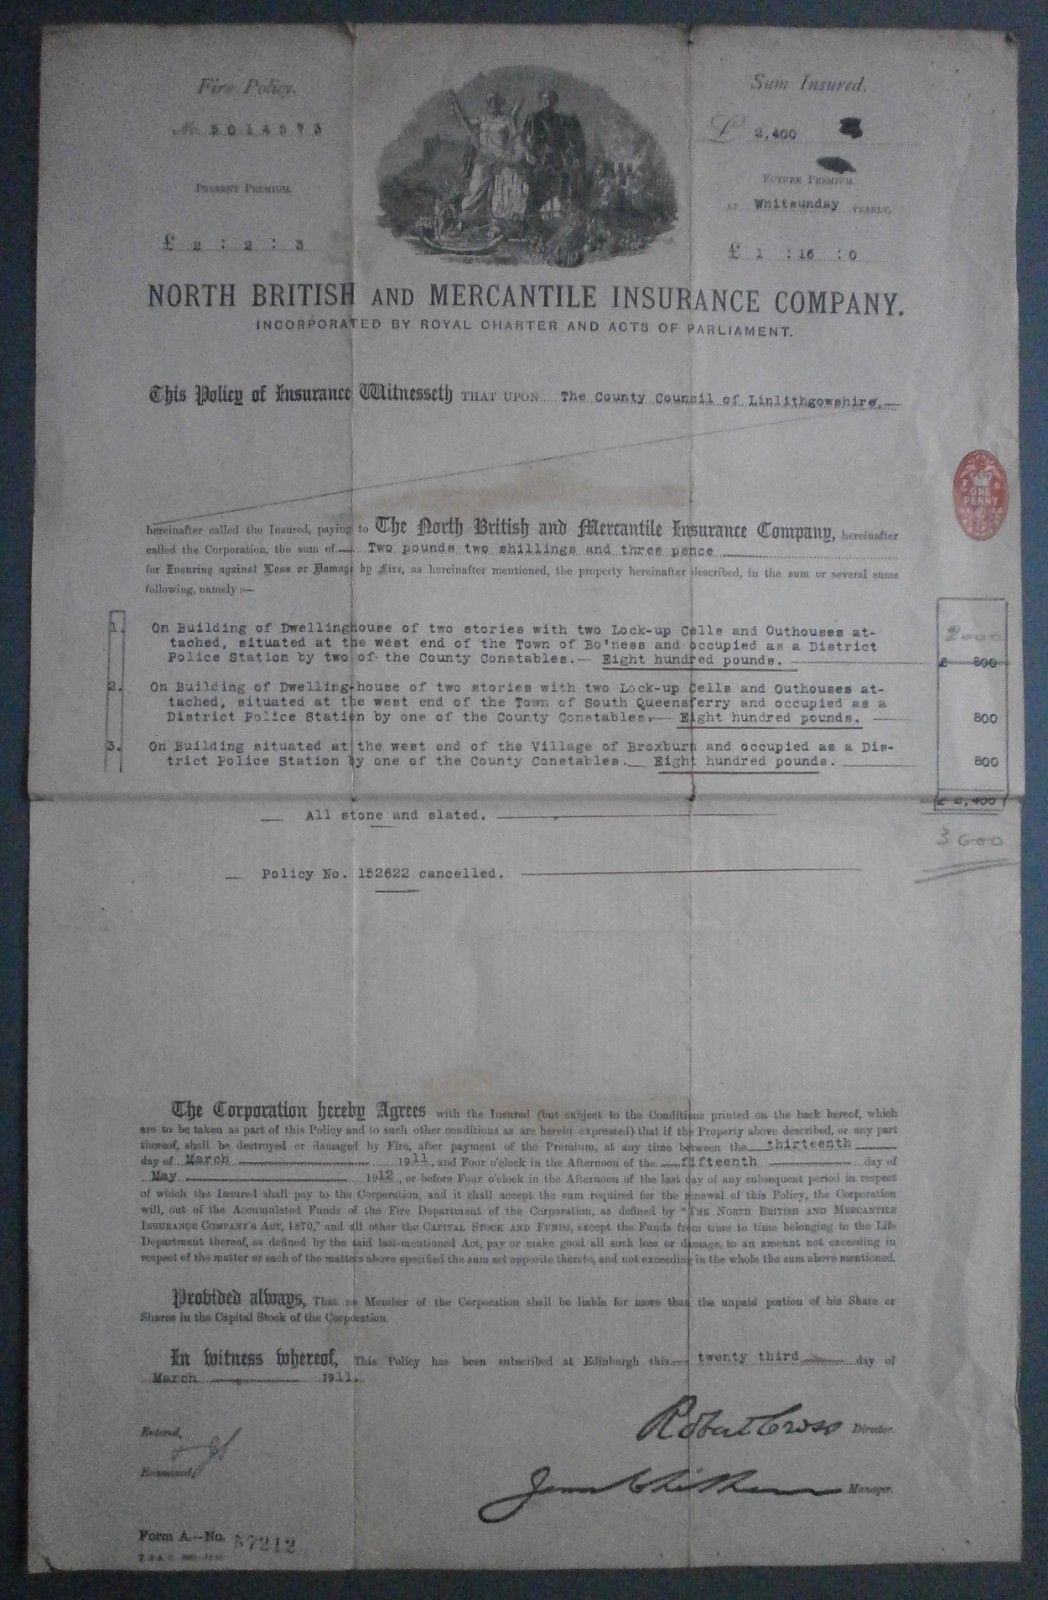 Fire Policy.
Sum Insured.
No. 5014573
£ 2,400
PRESENT PREMIUM.
FUTURE PREMIUM.
AT Whitsunday YEARLY.
£ 2 : 2 : 3
£ 1 : 16 : 0
NORTH BRITISH AND MERCANTILE INSURANCE COMPANY.
INCORPORATED BY ROYAL CHARTER AND ACTS OF PARLIAMENT.
This Policy of Insurance Witnesseth THAT UPON The County Council of Linlithgowshire,—
ONE
PENNY
hereinafter called the Insured, paying to The North British and Mercantile Insurance Company, hereinafter
called the Corporation, the sum of Two pounds two shillings and three pence
for Insuring against Loss or Damage by Fire, as hereinafter mentioned, the property hereinafter described, in the sum or several sums
following, namely :—
1. On Building of Dwellinghouse of two stories with two Lock-up Cells and Outhouses at- 2000
tached, situated at the west end of the Town of Bo'ness and occupied as a District
Police Station by two of the County Constables.— Eight hundred pounds. £ 800
2. On Building of Dwelling-house of two stories with two Lock-up Cells and Outhouses at-
tached, situated at the west end of the Town of South Queensferry and occupied as a
District Police Station by one of the County Constables.— Eight hundred pounds. 800
3. On Building situated at the west end of the Village of Broxburn and occupied as a Dis-
trict Police Station by one of the County Constables. Eight hundred pounds. 800
£ 2,400
All stone and slated.
3600
Policy No. 152622 cancelled.
The Corporation hereby Agrees with the Insured (but subject to the Conditions printed on the back hereof, which
are to be taken as part of this Policy and to such other conditions as are herein expressed) that if the Property above described, or any part
thereof, shall be destroyed or damaged by Fire, after payment of the Premium, at any time between the thirteenth
day of March 1911, and Four o'clock in the Afternoon of the fifteenth day of
May 1912, or before Four o'clock in the Afternoon of the last day of any subsequent period in respect
of which the Insured shall pay to the Corporation, and it shall accept the sum required for the renewal of this Policy, the Corporation
will, out of the Accumulated Funds of the Fire Department of the Corporation, as defined by "THE NORTH BRITISH AND MERCANTILE
INSURANCE COMPANY'S ACT, 1870," and all other the CAPITAL STOCK AND FUNDS, except the Funds from time to time belonging to the Life
Department thereof, as defined by the said last-mentioned Act, pay or make good all such loss or damage, to an amount not exceeding in
respect of the matter or each of the matters above specified the sum set opposite thereto, and not exceeding in the whole the sum above mentioned.
Provided always, That no Member of the Corporation shall be liable for more than the unpaid portion of his Share or
Shares in the Capital Stock of the Corporation.
In witness whereof, This Policy has been subscribed at Edinburgh this twenty third day of
March 1911.
Entered,
Robert Cross Director.
Examined,
Manager.
Form A.—No. 57212